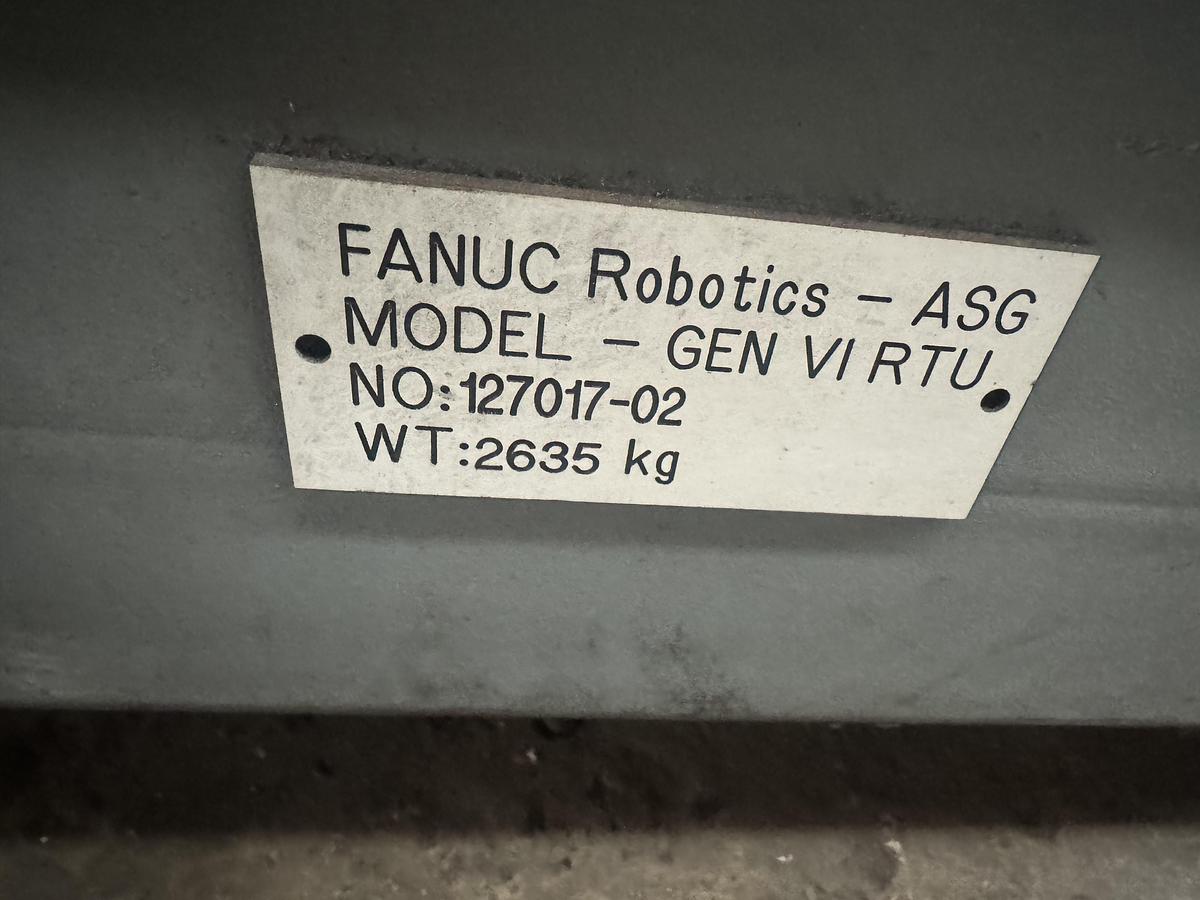 FANUC Robotics - ASG
MODEL - GEN VI RTU
NO:127017-02
WT:2635 kg